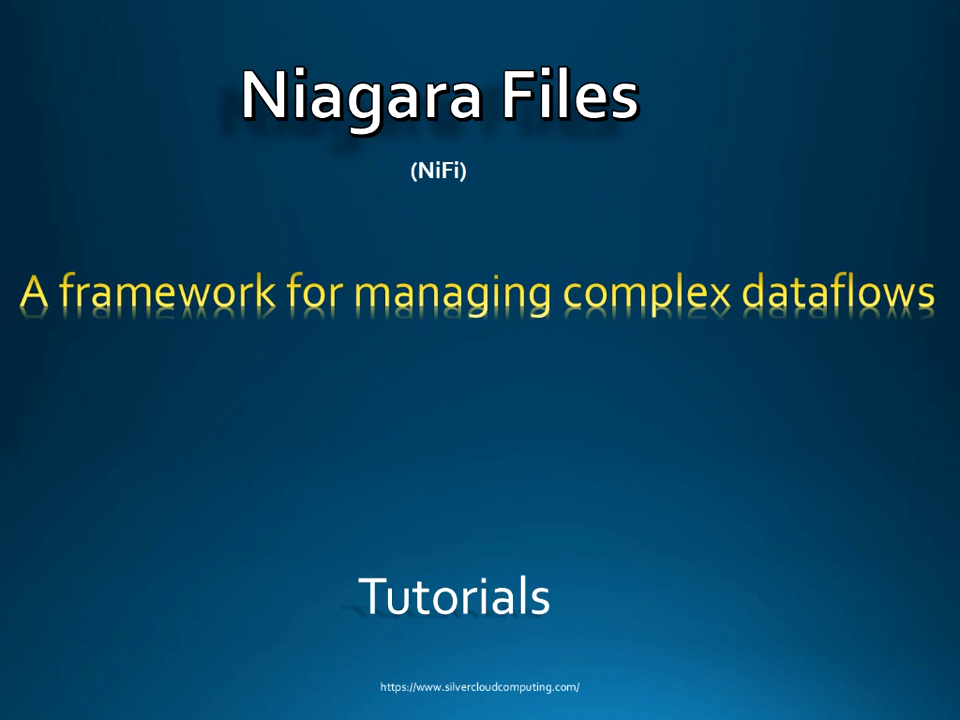 Niagara Files
(NiFi)
A framework for managing complex dataflows
Tutorials
https://www.silvercloudcomputing.com/